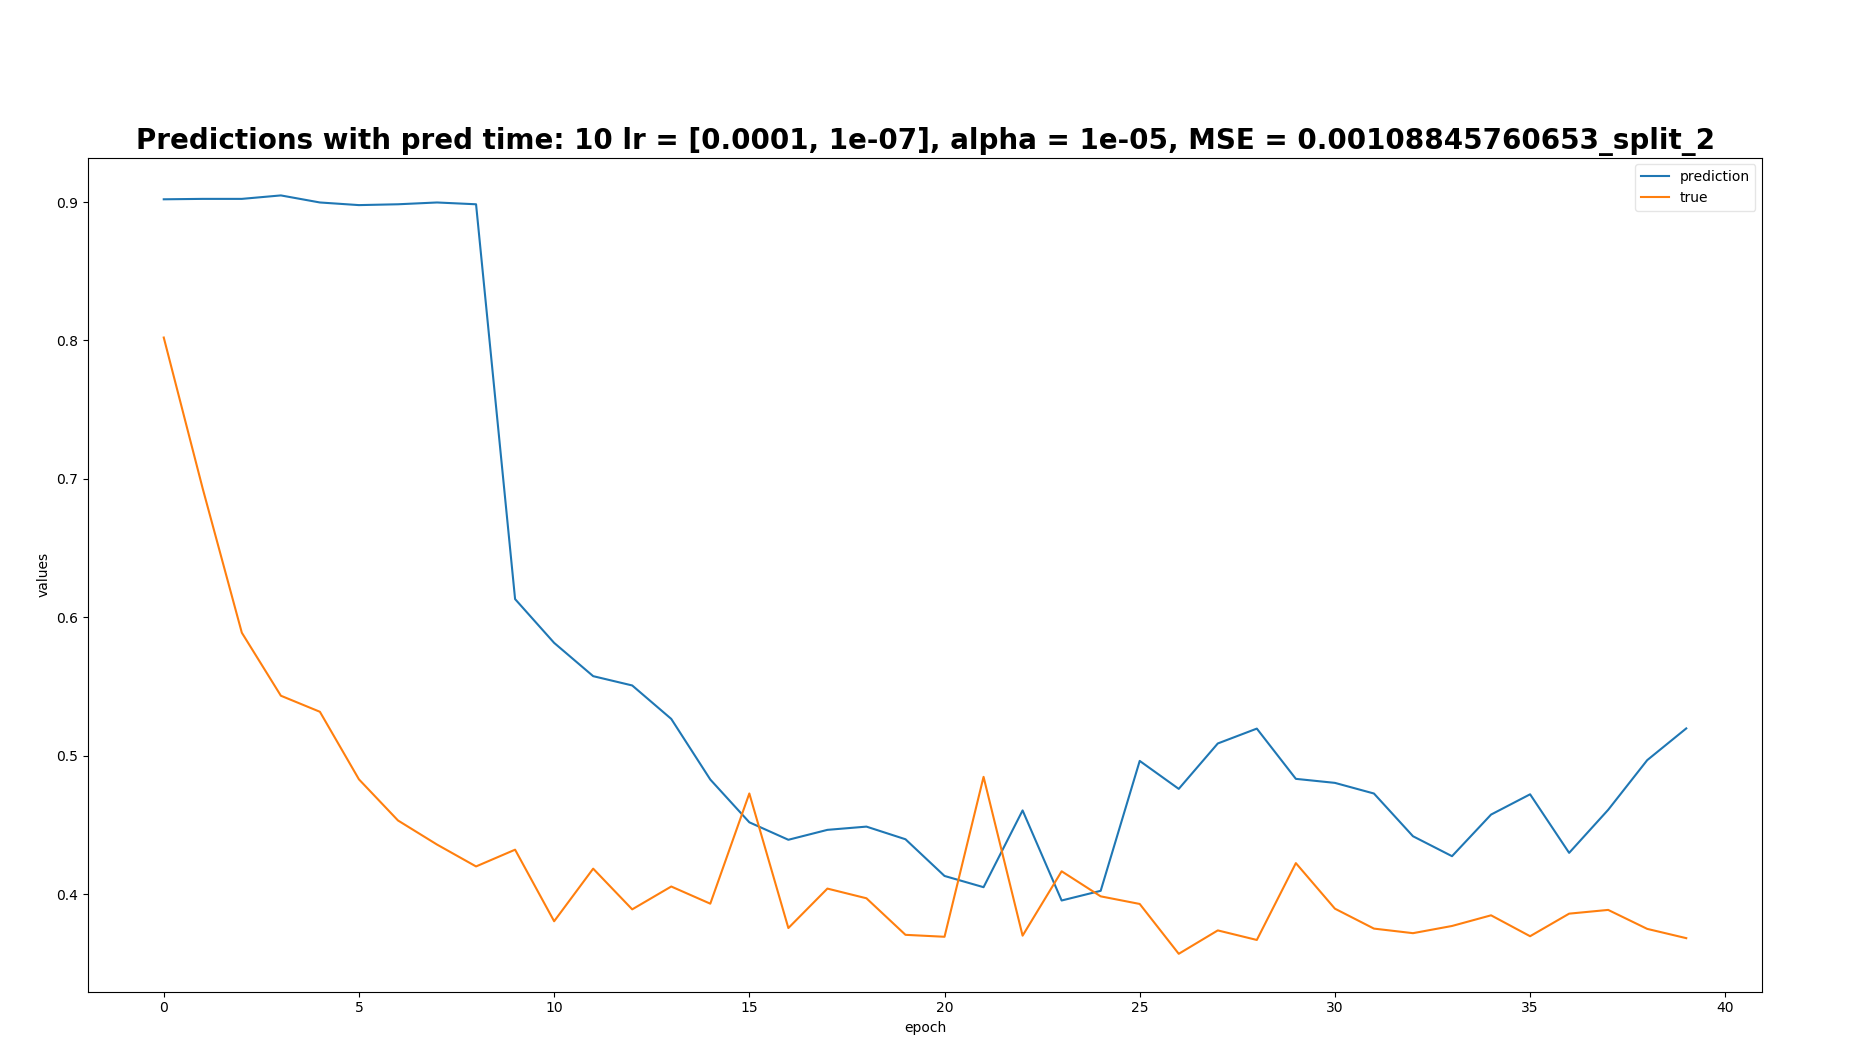 Predictions with pred time: 10 lr = [0.0001, 1e-07], alpha = 1e-05, MSE = 0.00108845760653_split_2
prediction
true
values
0.9
0.8
0.7
0.6
0.5
0.4
0 5 10 15 20 25 30 35 40
epoch